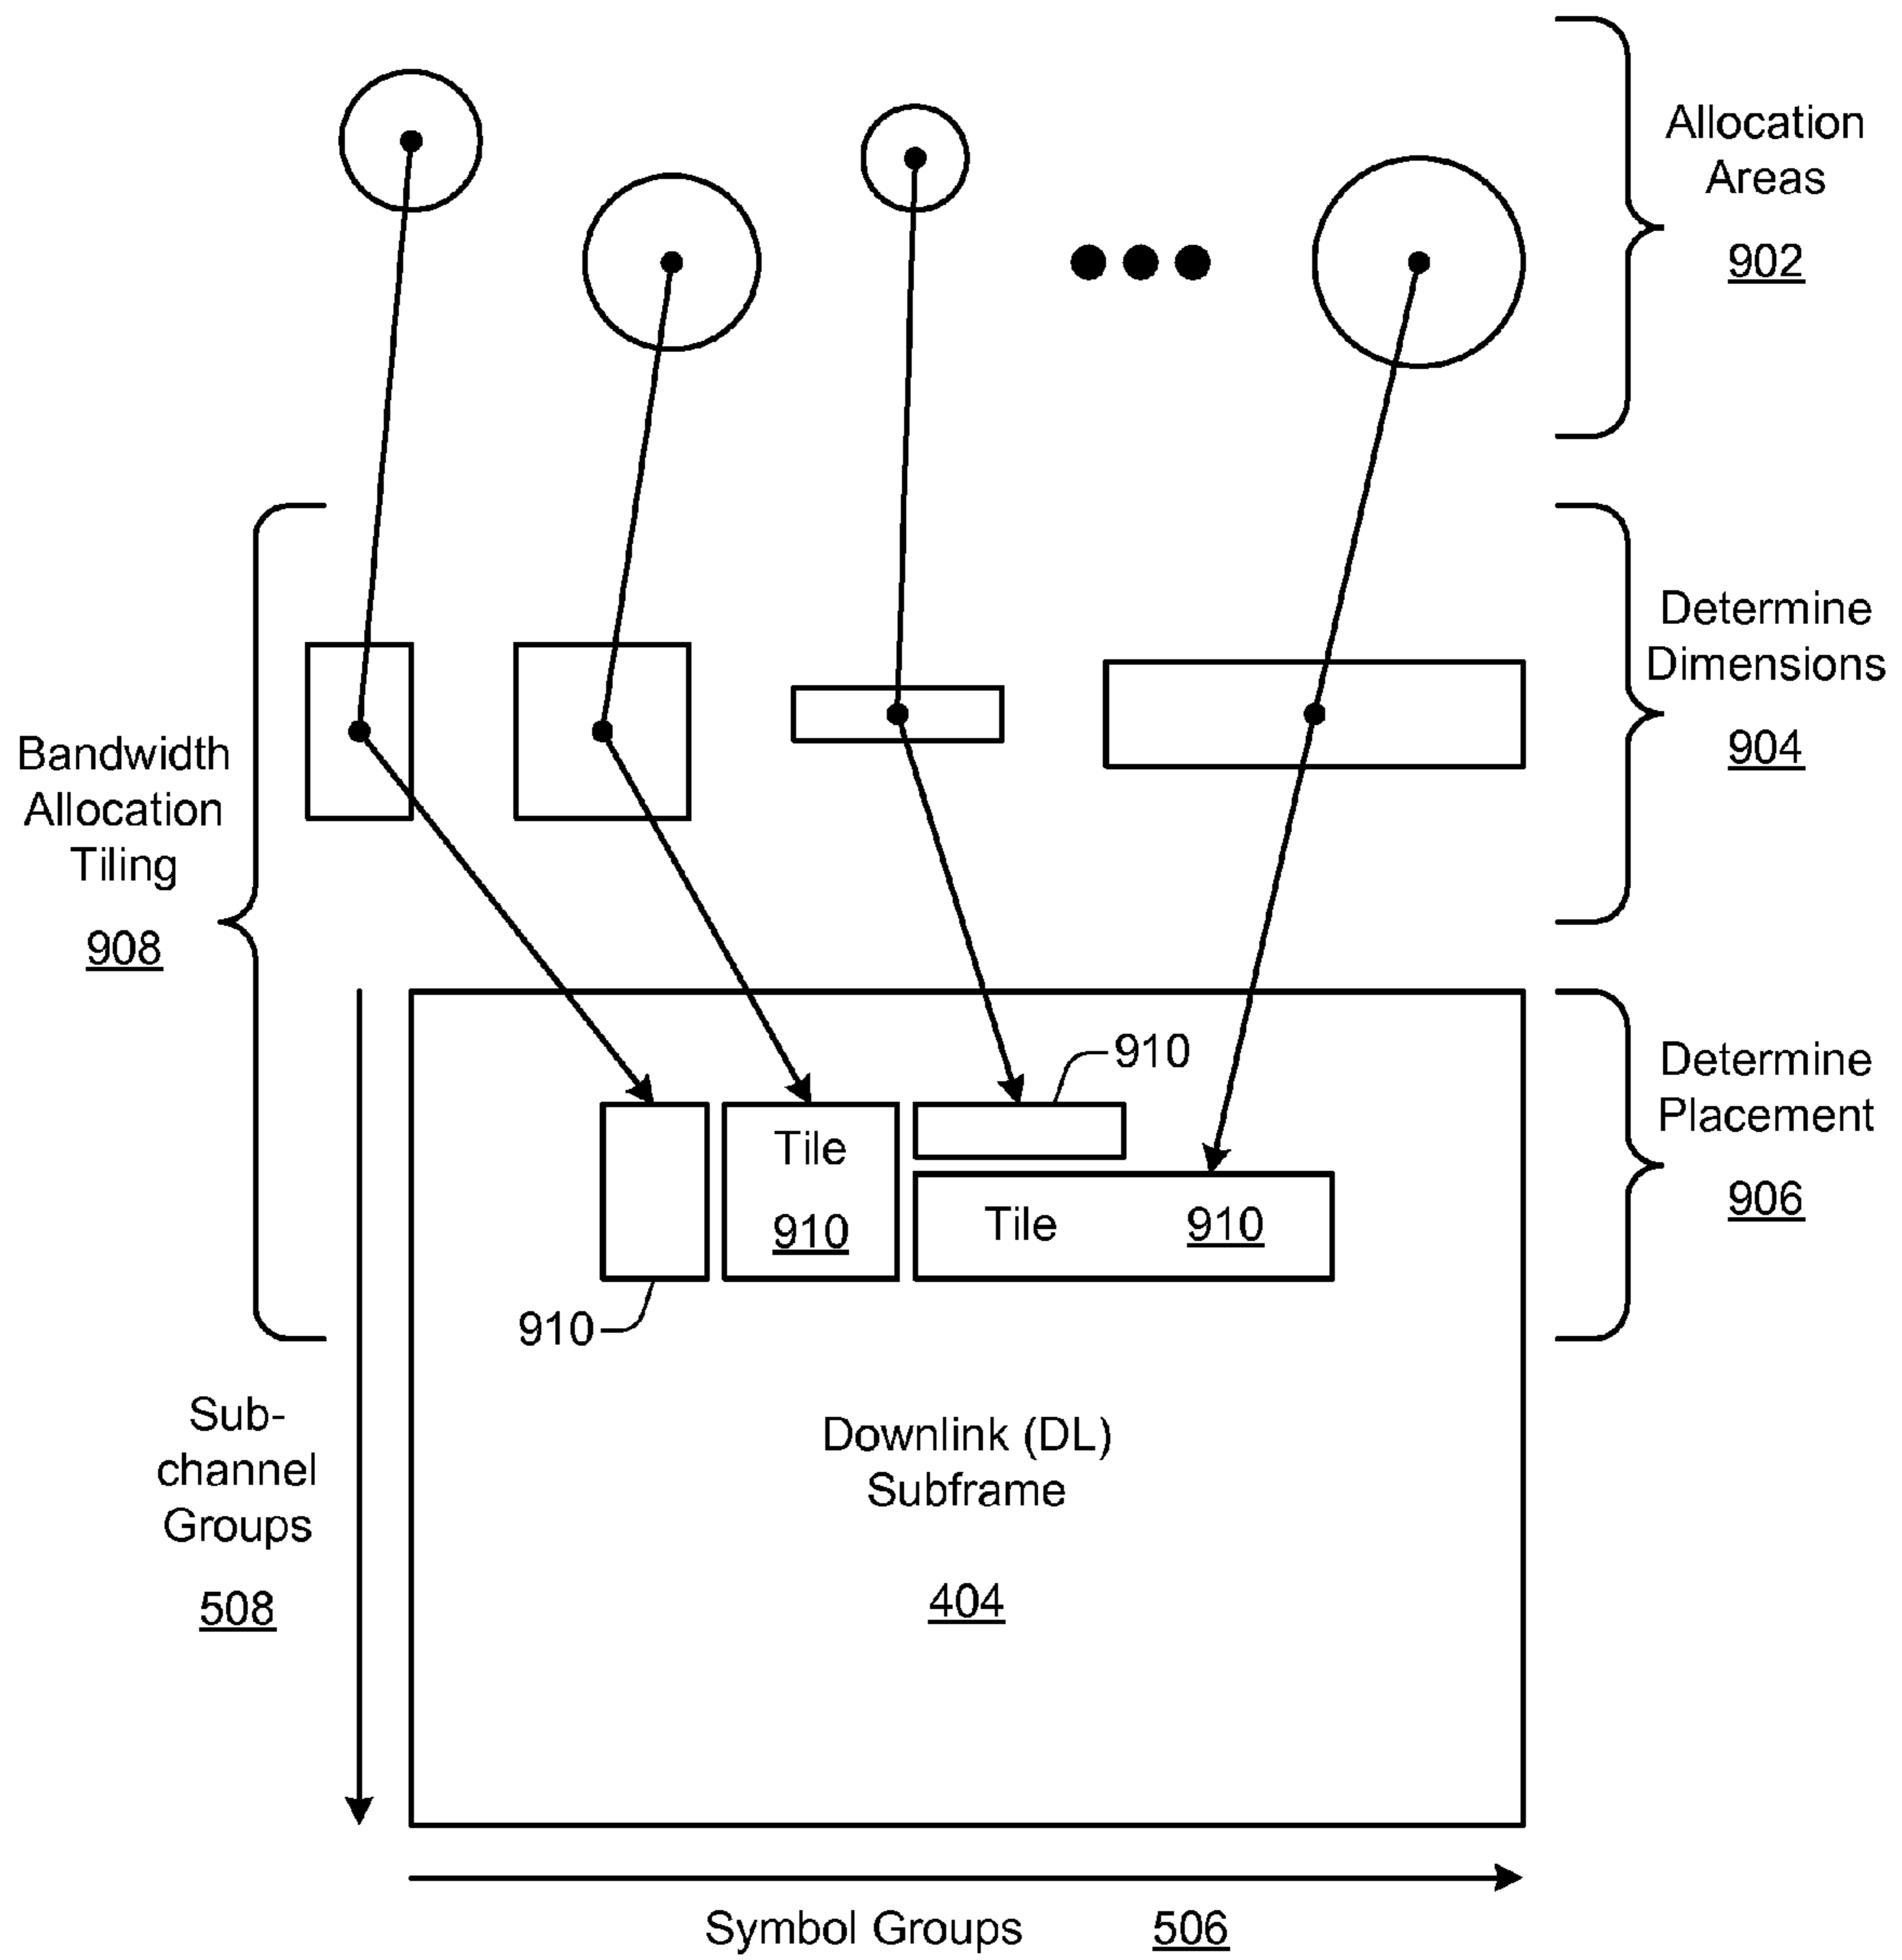 Allocation
Areas
902
Determine
Dimensions
904
Bandwidth
Allocation
Tiling
908
910
Determine
Placement
906
Tile
910
Tile 910
910
Sub-
channel
Groups
508
Downlink (DL)
Subframe
404
Symbol Groups 506